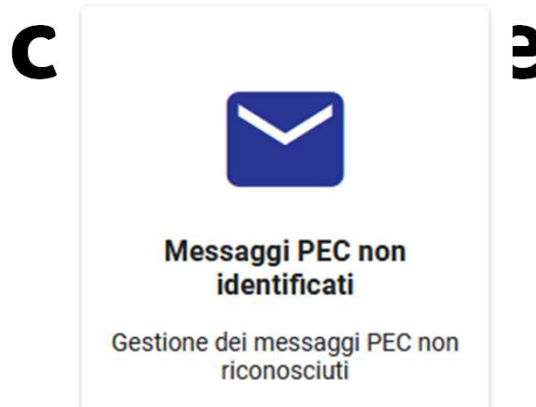 c
Messaggi PEC non
identificati
Gestione dei messaggi PEC non
riconosciuti